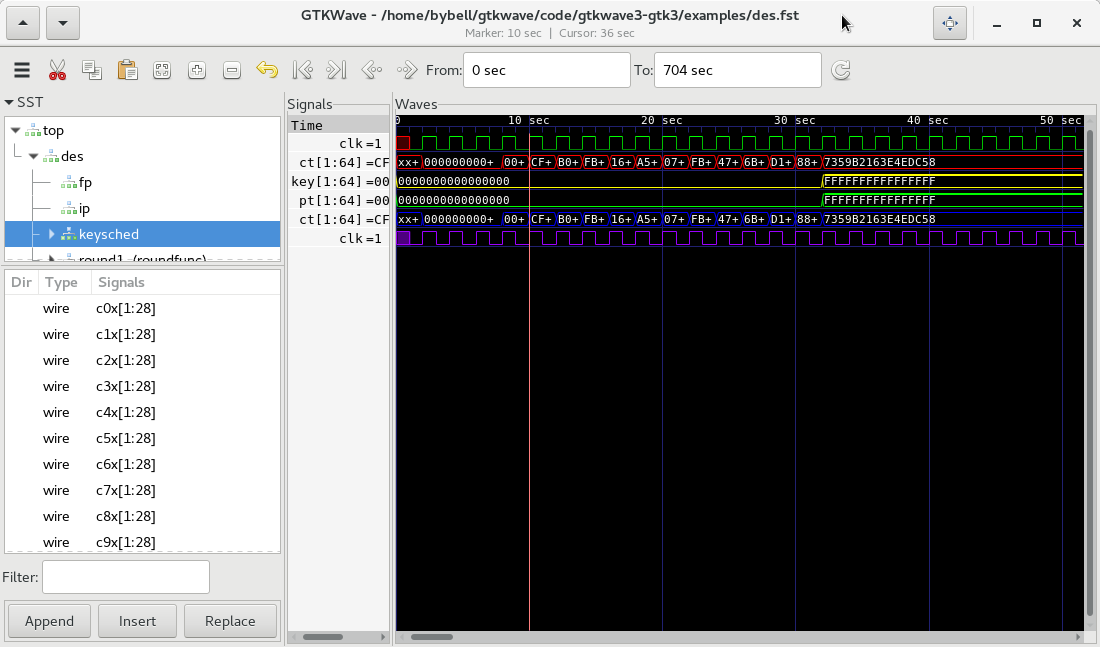 GTKWave - /home/bybell/gtkwave/code/gtkwave3-gtk3/examples/des.fst
Marker: 10 sec | Cursor: 36 sec
From: 0 sec To: 704 sec
SST
top
des
fp
ip
keysched
round1 (roundfunc)
Dir Type Signals
wire c0x[1:28]
wire c1x[1:28]
wire c2x[1:28]
wire c3x[1:28]
wire c4x[1:28]
wire c5x[1:28]
wire c6x[1:28]
wire c7x[1:28]
wire c8x[1:28]
wire c9x[1:28]
Filter:
Append Insert Replace
Signals
Time
clk=1
ct[1:64]=CF
key[1:64]=00
pt[1:64]=00
ct[1:64]=CF
clk=1
Waves
0 10 sec 20 sec 30 sec 40 sec 50 sec
xx+ 000000000+ 00+ CF+ B0+ FB+ 16+ A5+ 07+ FB+ 47+ 6B+ D1+ 88+ 7359B2163E4EDC58
0000000000000000 FFFFFFFFFFFFFFFF
0000000000000000 FFFFFFFFFFFFFFFF
xx+ 000000000+ 00+ CF+ B0+ FB+ 16+ A5+ 07+ FB+ 47+ 6B+ D1+ 88+ 7359B2163E4EDC58